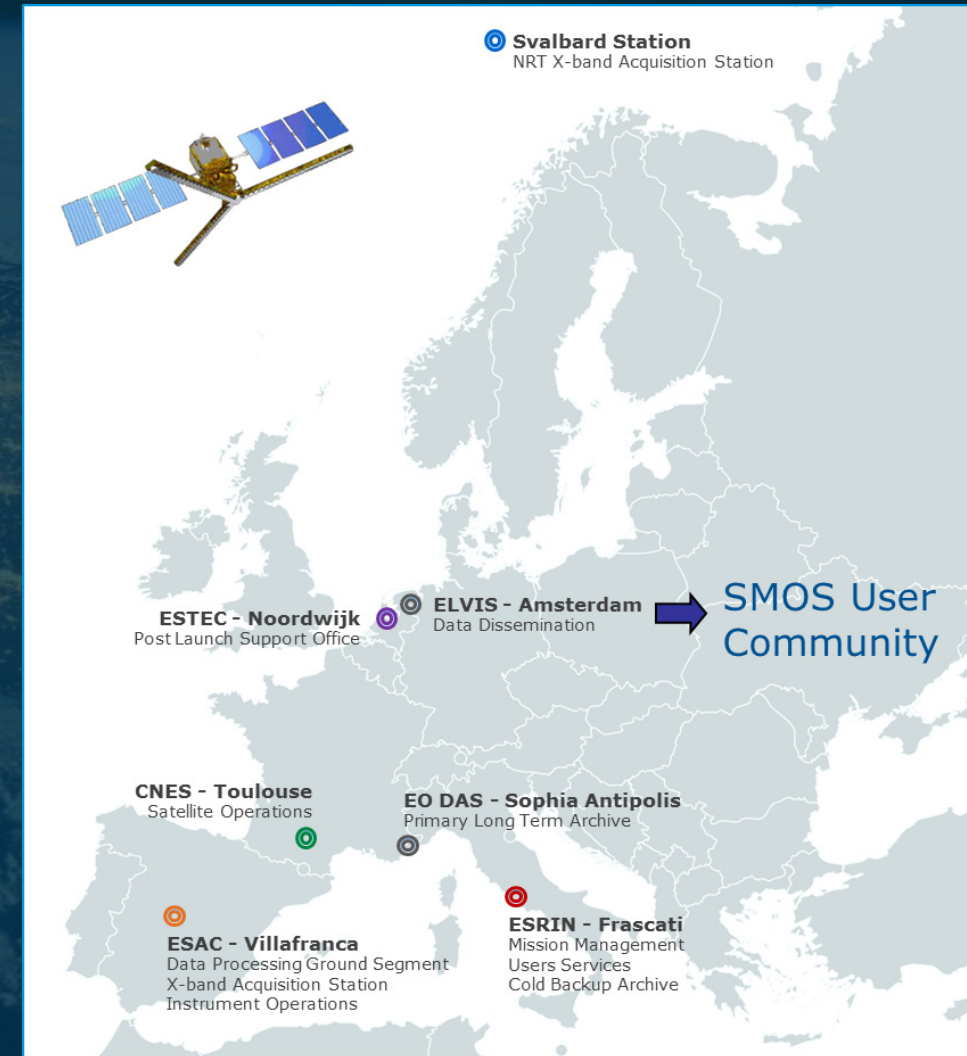 Svalbard Station
NRT X-band Acquisition Station
ESTEC - Noordwijk
Post Launch Support Office
ELVIS - Amsterdam
Data Dissemination
SMOS User
Community
CNES - Toulouse
Satellite Operations
EO DAS - Sophia Antipolis
Primary Long Term Archive
ESAC - Villafranca
Data Processing Ground Segment
X-band Acquisition Station
Instrument Operations
ESRIN - Frascati
Mission Management
Users Services
Cold Backup Archive